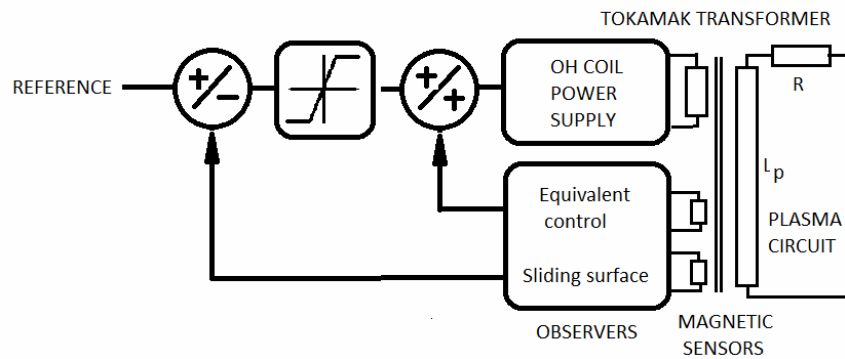 TOKAMAK TRANSFORMER
REFERENCE
+
-
+
+
OH COIL
POWER
SUPPLY
R
Lp
Equivalent
control
Sliding surface
PLASMA
CIRCUIT
OBSERVERS
MAGNETIC
SENSORS